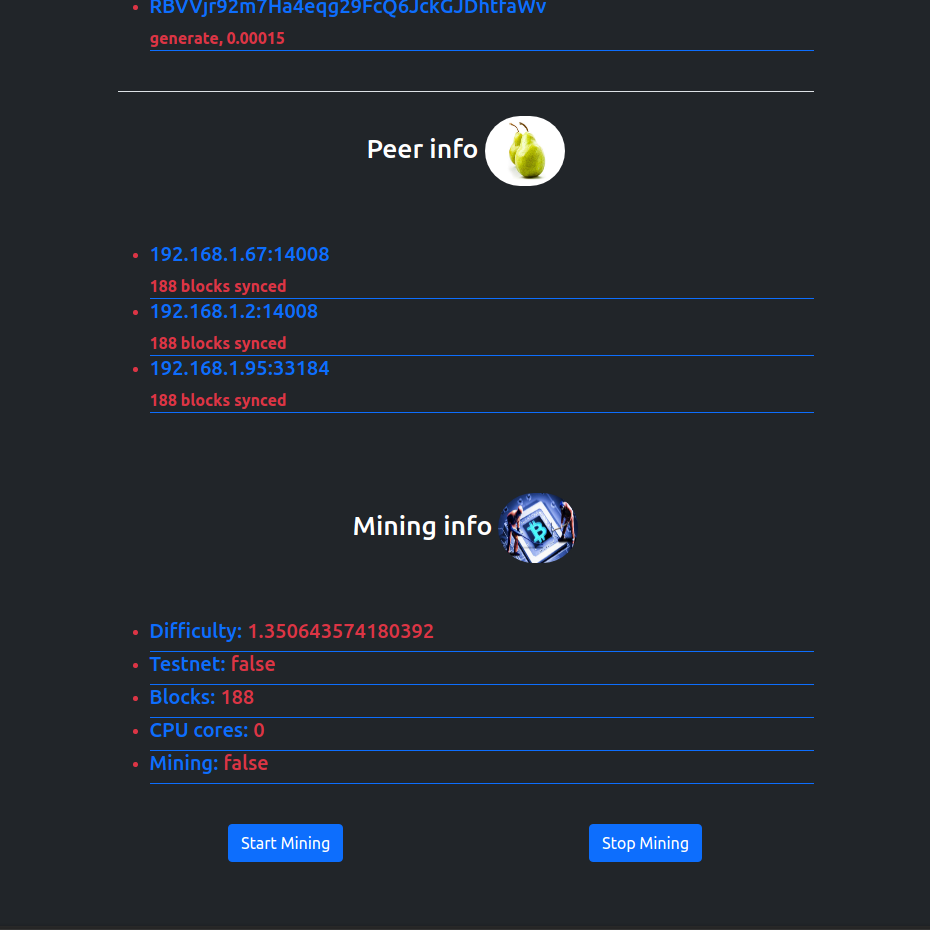 RBVVjr92m7Ha4eqg29FcQ6JckGJDhtfaWv
generate, 0.00015
Peer info
192.168.1.67:14008
188 blocks synced
192.168.1.2:14008
188 blocks synced
192.168.1.95:33184
188 blocks synced
Mining info
Difficulty: 1.350643574180392
Testnet: false
Blocks: 188
CPU cores: 0
Mining: false
Start Mining
Stop Mining